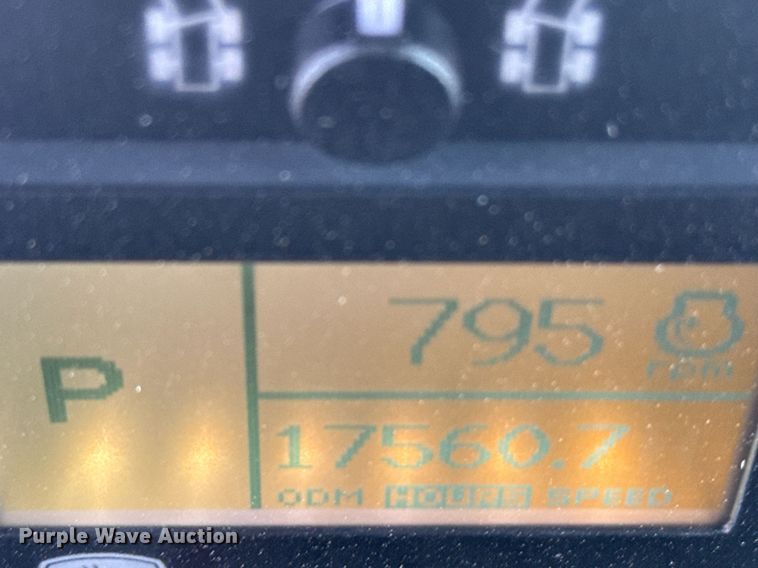 795
P
rpm
17560.7
ODM HOURS SPEED
Purple Wave Auction